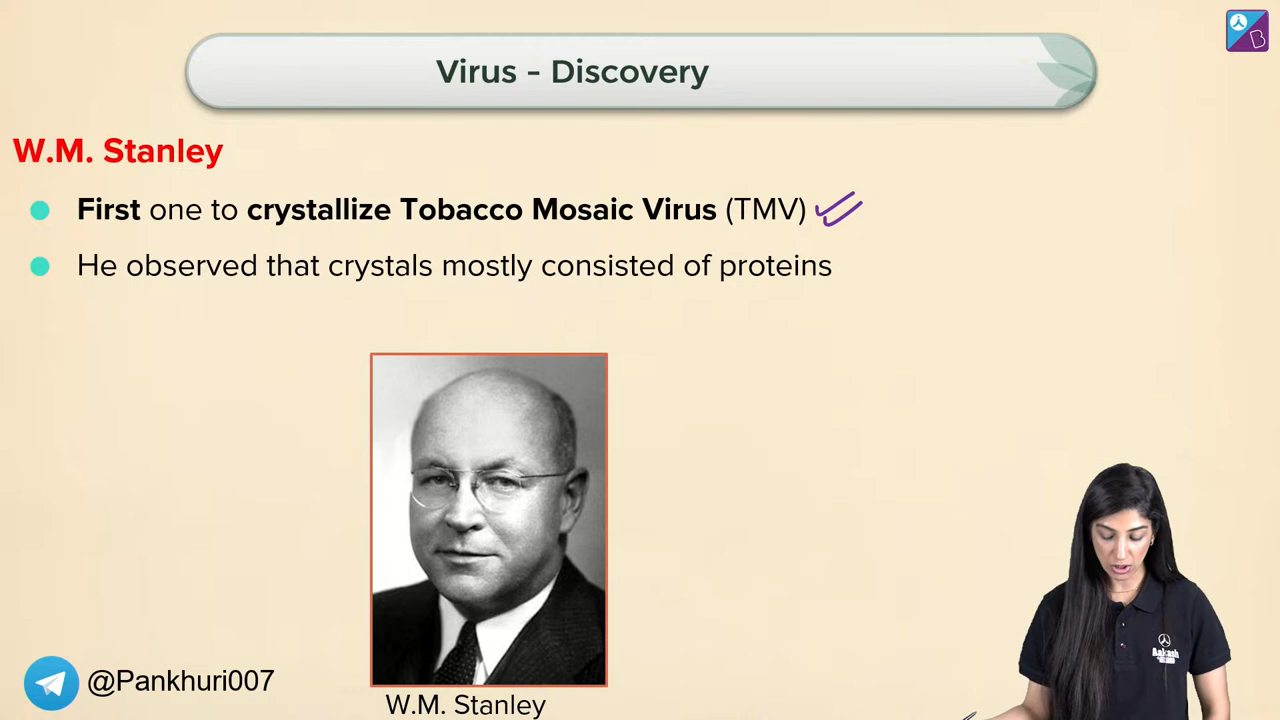 Virus - Discovery
W.M. Stanley
First one to crystallize Tobacco Mosaic Virus (TMV)
He observed that crystals mostly consisted of proteins
@Pankhuri007
W.M. Stanley
Aakash
B